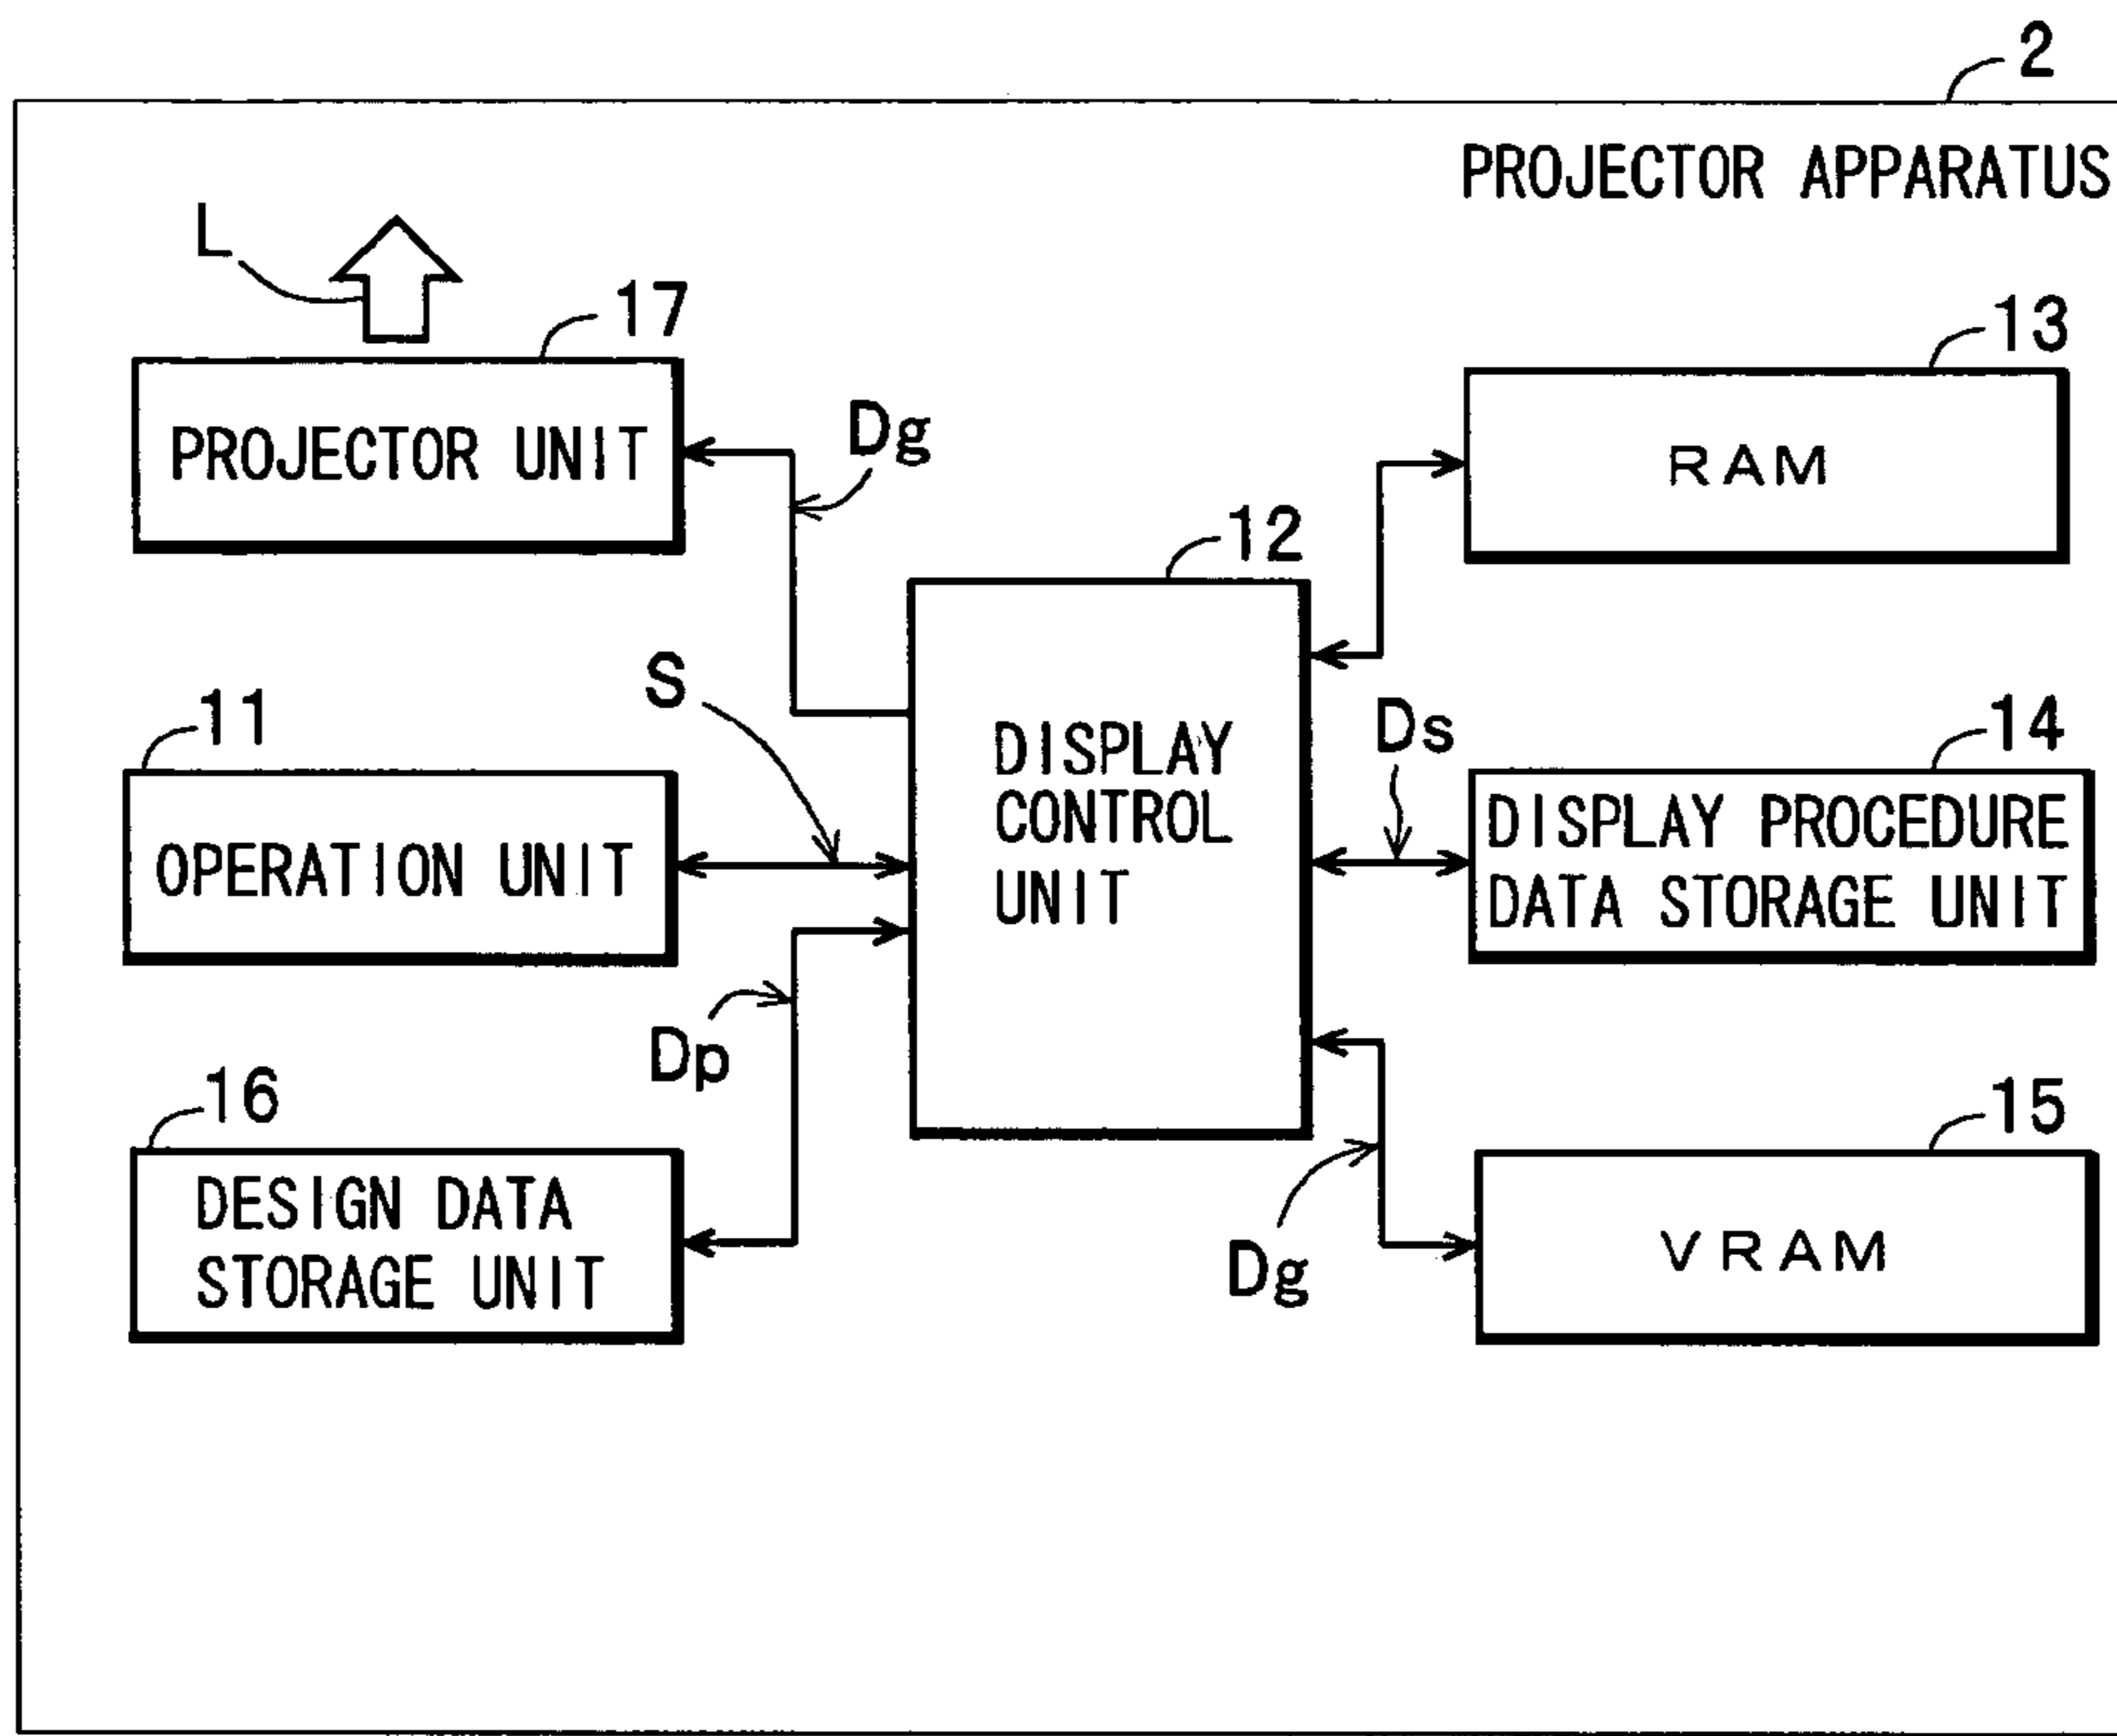 2
PROJECTOR APPARATUS
L
17
PROJECTOR UNIT
Dg
13
RAM
12
DISPLAY
CONTROL
UNIT
S
11
OPERATION UNIT
Ds
14
DISPLAY PROCEDURE
DATA STORAGE UNIT
Dp
16
DESIGN DATA
STORAGE UNIT
Dg
15
VRAM